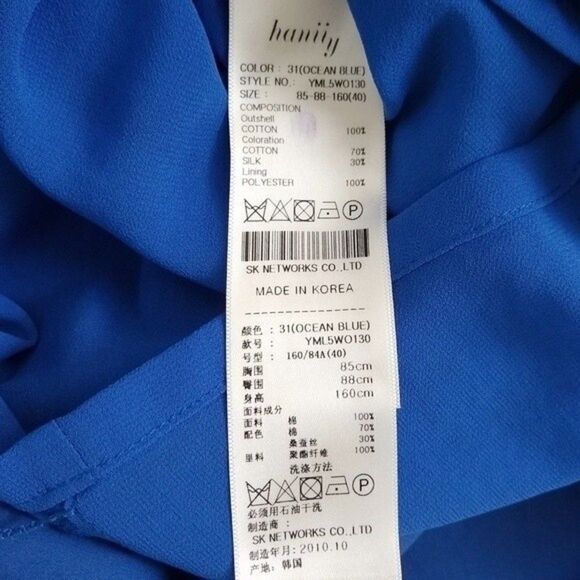 haniiy
COLOR : 31(OCEAN BLUE)
STYLE NO.: YML5WO130
SIZE : 85-88-160(40)
COMPOSITION
Outshell
COTTON 100%
Coloration
COTTON 70%
SILK 30%
Lining
POLYESTER 100%
P
SK NETWORKS CO.,LTD
MADE IN KOREA
颜色 : 31(OCEAN BLUE)
款号 : YML5WO130
号型 : 160/84A(40)
胸围 85cm
臀围 88cm
身高 160cm
面料成分
面料 棉 100%
配色 棉 70%
桑蚕丝 30%
里料 聚酯纤维 100%
洗涤方法
P
必须用石油干洗
制造商 :
SK NETWORKS CO.,LTD
制造年月: 2010.10
产地: 韩国